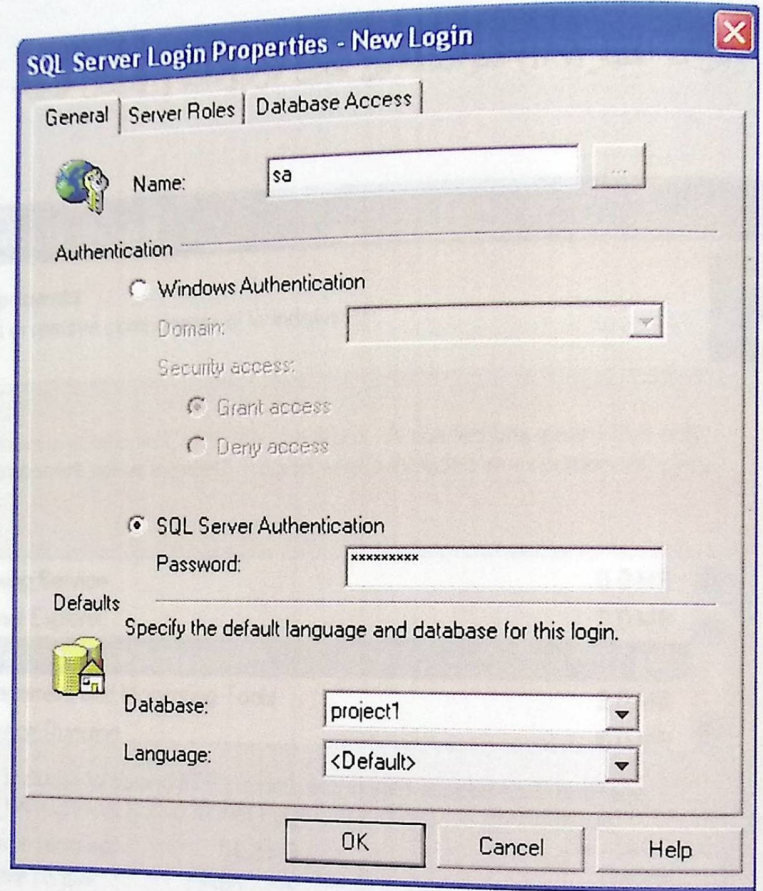 SQL Server Login Properties - New Login
General Server Roles Database Access
Name: sa ...
Authentication
Windows Authentication
Domain:
Security access:
Grant access
Deny access
SQL Server Authentication
Password: xxxxxxxxx
Defaults
Specify the default language and database for this login.
Database: project1
Language: <Default>
OK Cancel Help